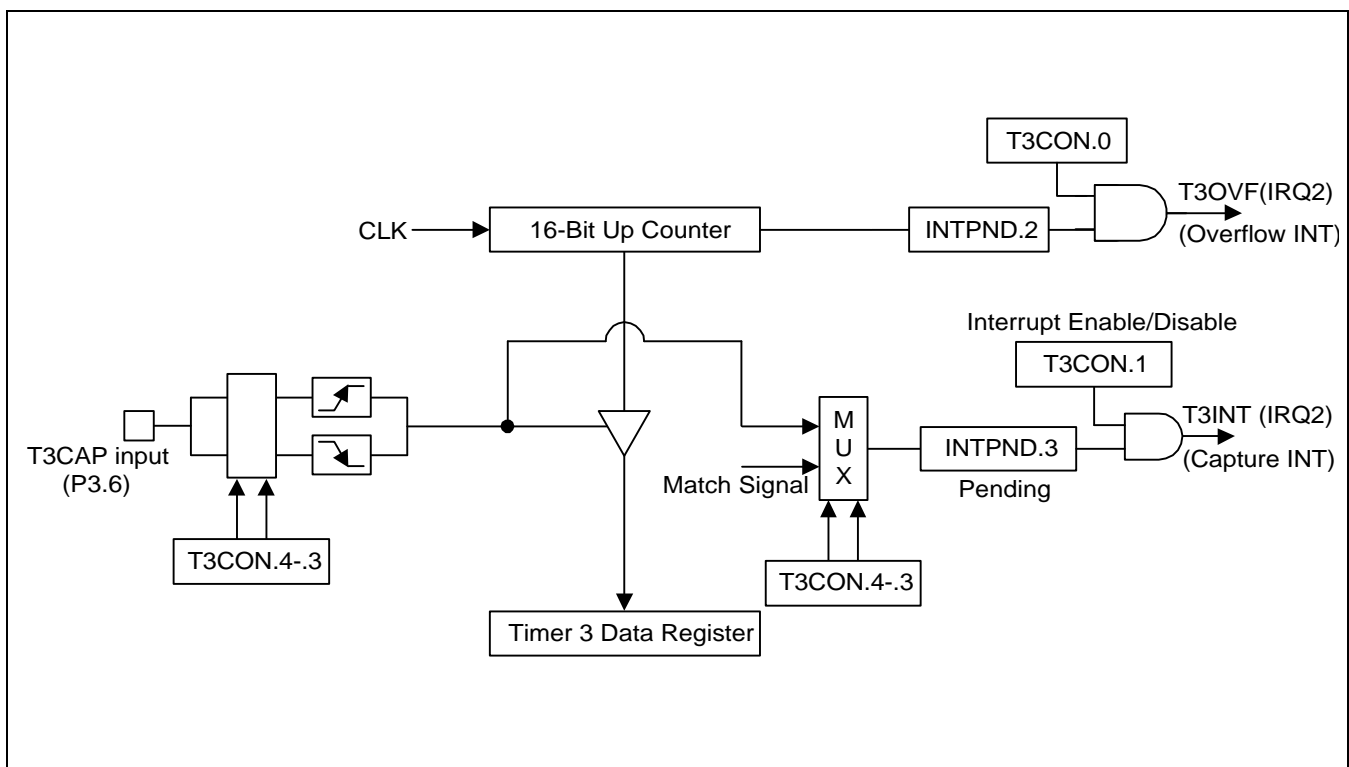 T3CON.0
T3OVF(IRQ2)
CLK
16-Bit Up Counter
INTPND.2
(Overflow INT)
Interrupt Enable/Disable
T3CON.1
T3INT (IRQ2)
M
U
X
INTPND.3
(Capture INT)
T3CAP input
(P3.6)
Match Signal
Pending
T3CON.4-.3
T3CON.4-.3
Timer 3 Data Register